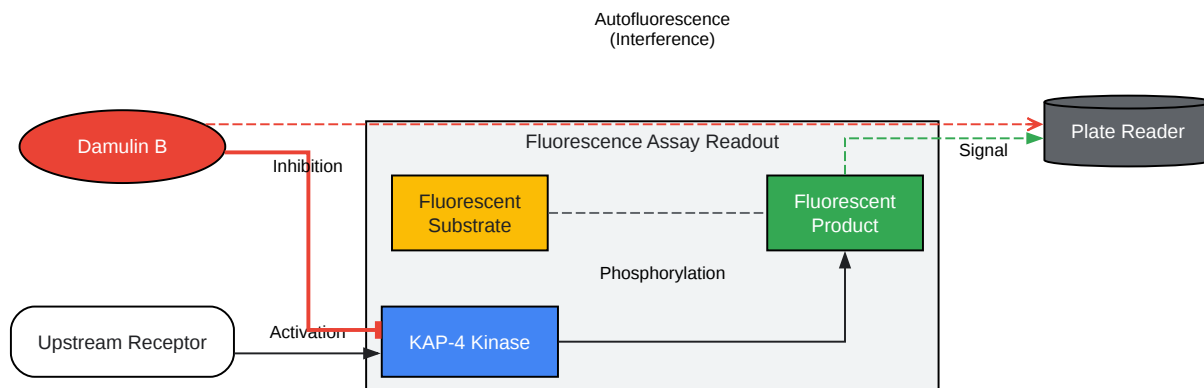 Autofluorescence
(Interference)
Damulin B
Plate Reader
Fluorescence Assay Readout
Signal
Inhibition
Fluorescent
Substrate
Fluorescent
Product
Phosphorylation
Activation
Upstream Receptor
KAP-4 Kinase